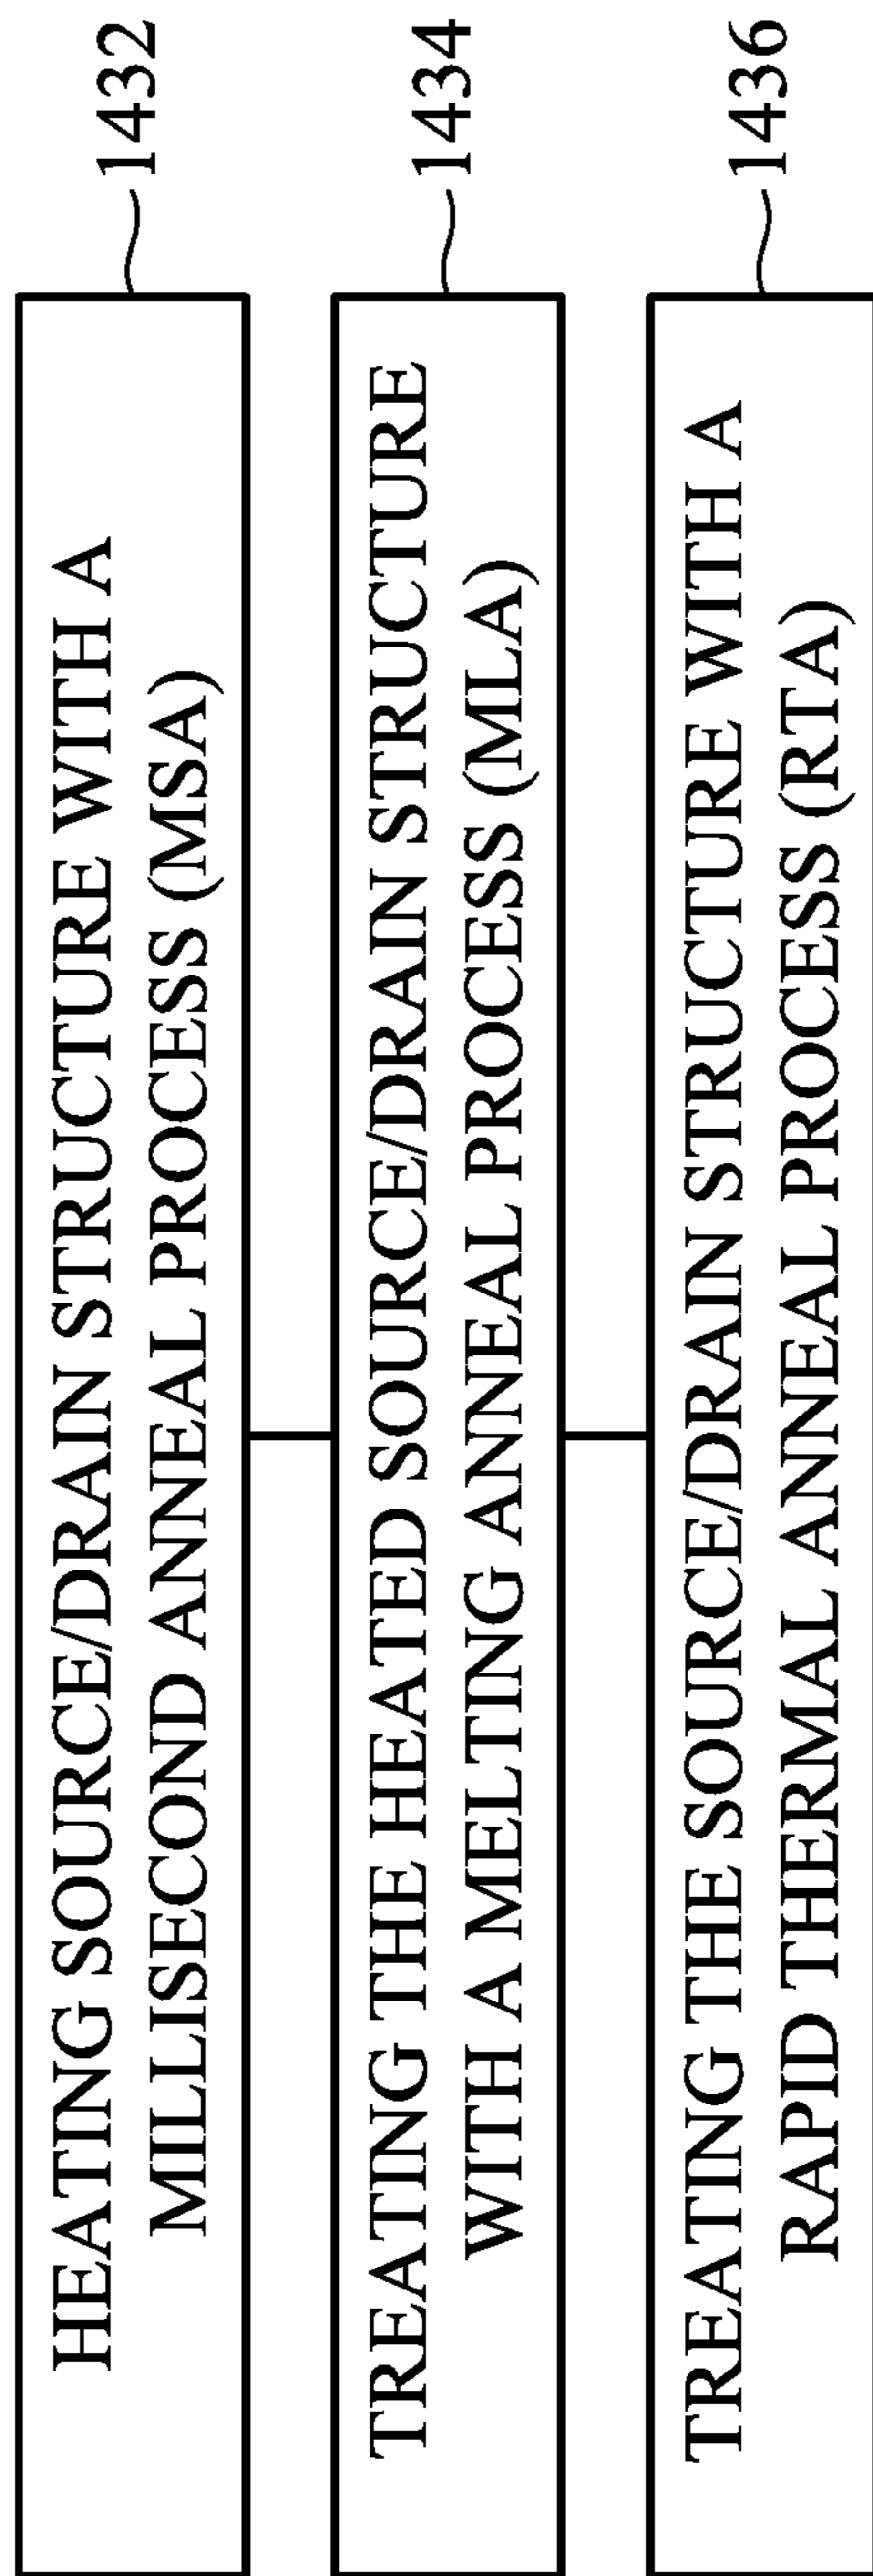 HEATING SOURCE/DRAIN STRUCTURE WITH A
MILLISECOND ANNEAL PROCESS (MSA)
1432
TREATING THE HEATED SOURCE/DRAIN STRUCTURE
WITH A MELTING ANNEAL PROCESS (MLA)
1434
TREATING THE SOURCE/DRAIN STRUCTURE WITH A
RAPID THERMAL ANNEAL PROCESS (RTA)
1436